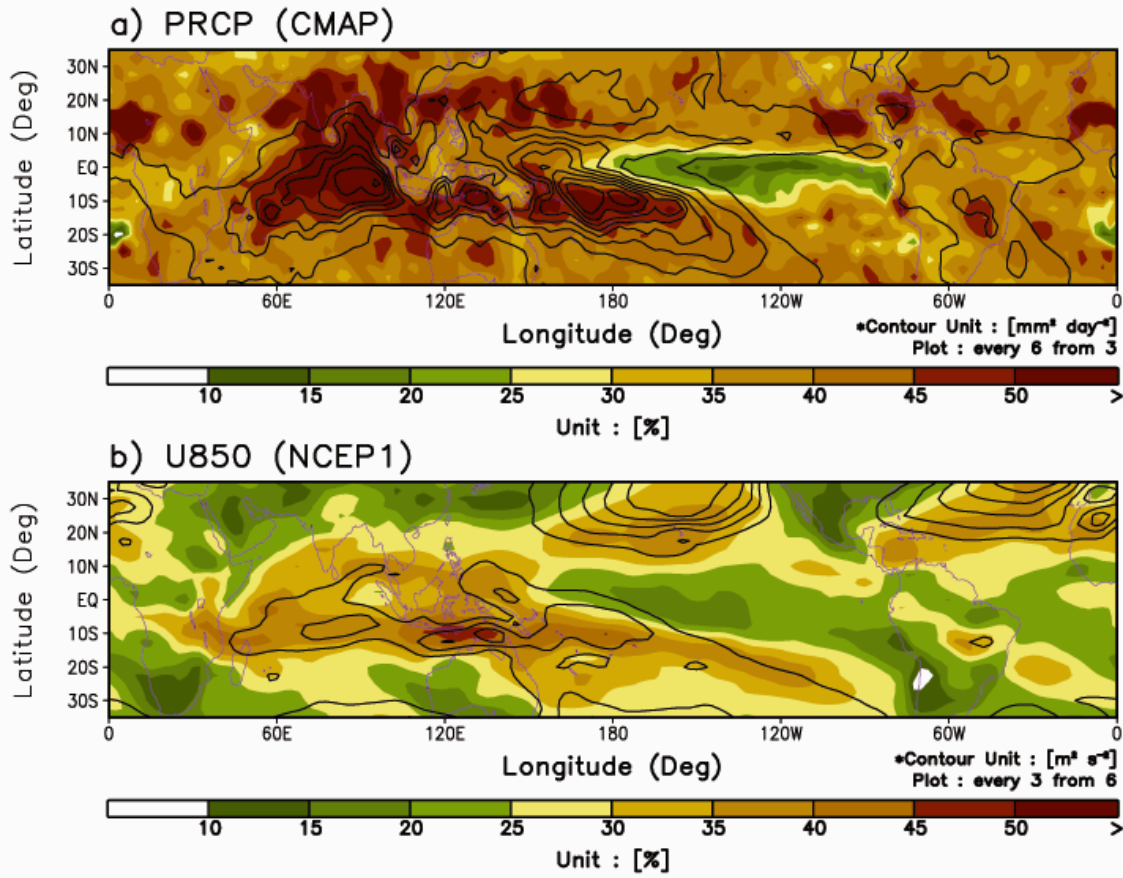 a) PRCP (CMAP)
Latitude (Deg)
30N
20N
10N
EQ
10S
20S
30S
0 60E 120E 180 120W 60W 0
Longitude (Deg)
*Contour Unit : [mm² day⁻²]
Plot : every 6 from 3
10 15 20 25 30 35 40 45 50 >
Unit : [%]
b) U850 (NCEP1)
Latitude (Deg)
30N
20N
10N
EQ
10S
20S
30S
0 60E 120E 180 120W 60W 0
Longitude (Deg)
*Contour Unit : [m² s⁻²]
Plot : every 3 from 6
10 15 20 25 30 35 40 45 50 >
Unit : [%]